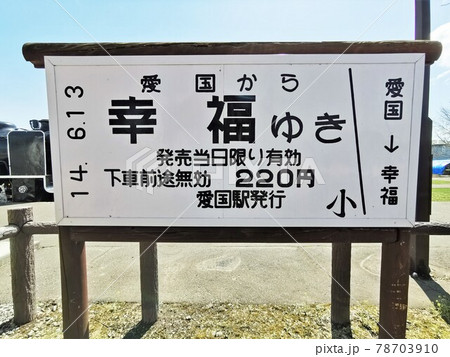 愛国から
幸福ゆき
発売当日限り有効
下車前途無効 220円
愛国駅発行
小
14.6.13
愛国→幸福
PIXTA
pixta.jp - 78703910